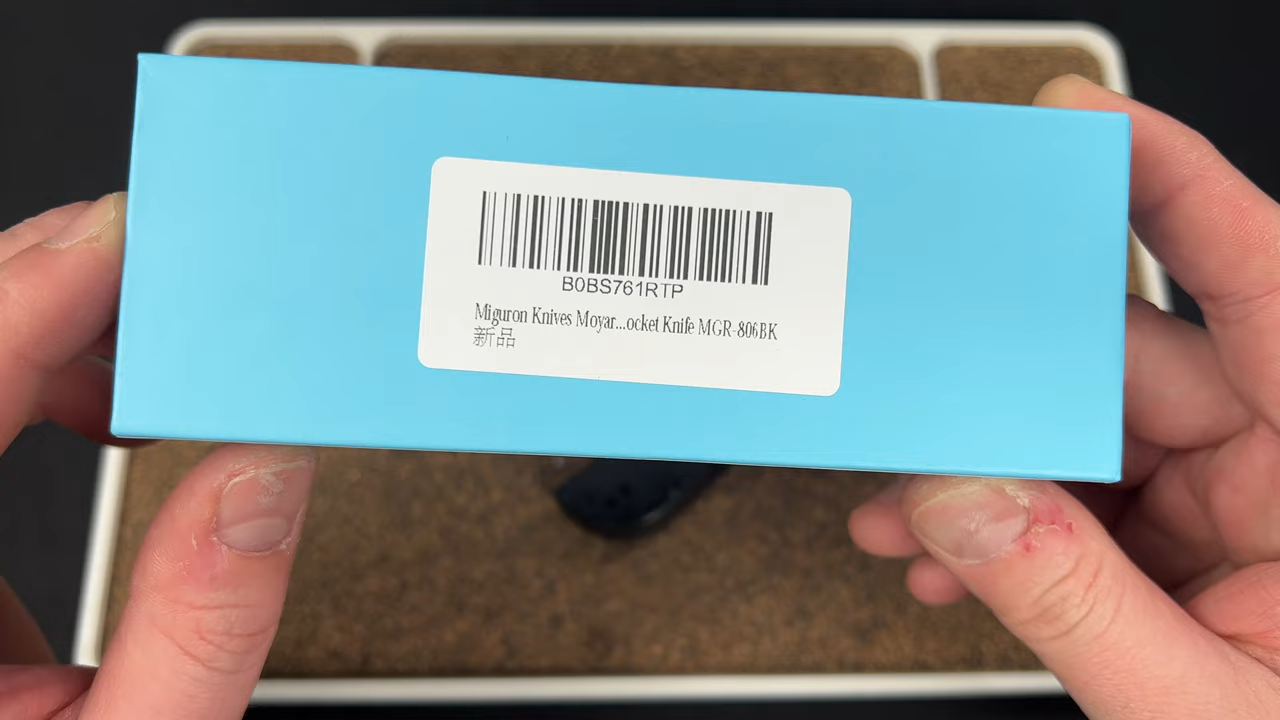 B0BS761RTP
Miguron Knives Moyar...ocket Knife MGR-806BK
新品